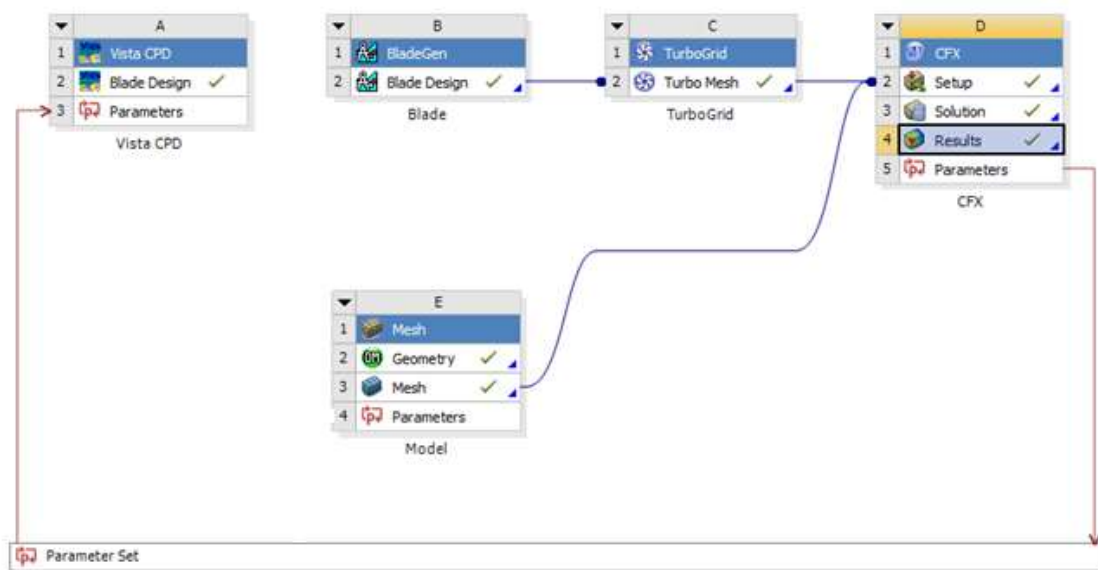 A
1 Vista CPD
2 Blade Design
3 Parameters
Vista CPD
B
1 BladeGen
2 Blade Design
Blade
C
1 TurboGrid
2 Turbo Mesh
TurboGrid
D
1 CFX
2 Setup
3 Solution
4 Results
5 Parameters
CFX
E
1 Mesh
2 Geometry
3 Mesh
4 Parameters
Model
Parameter Set